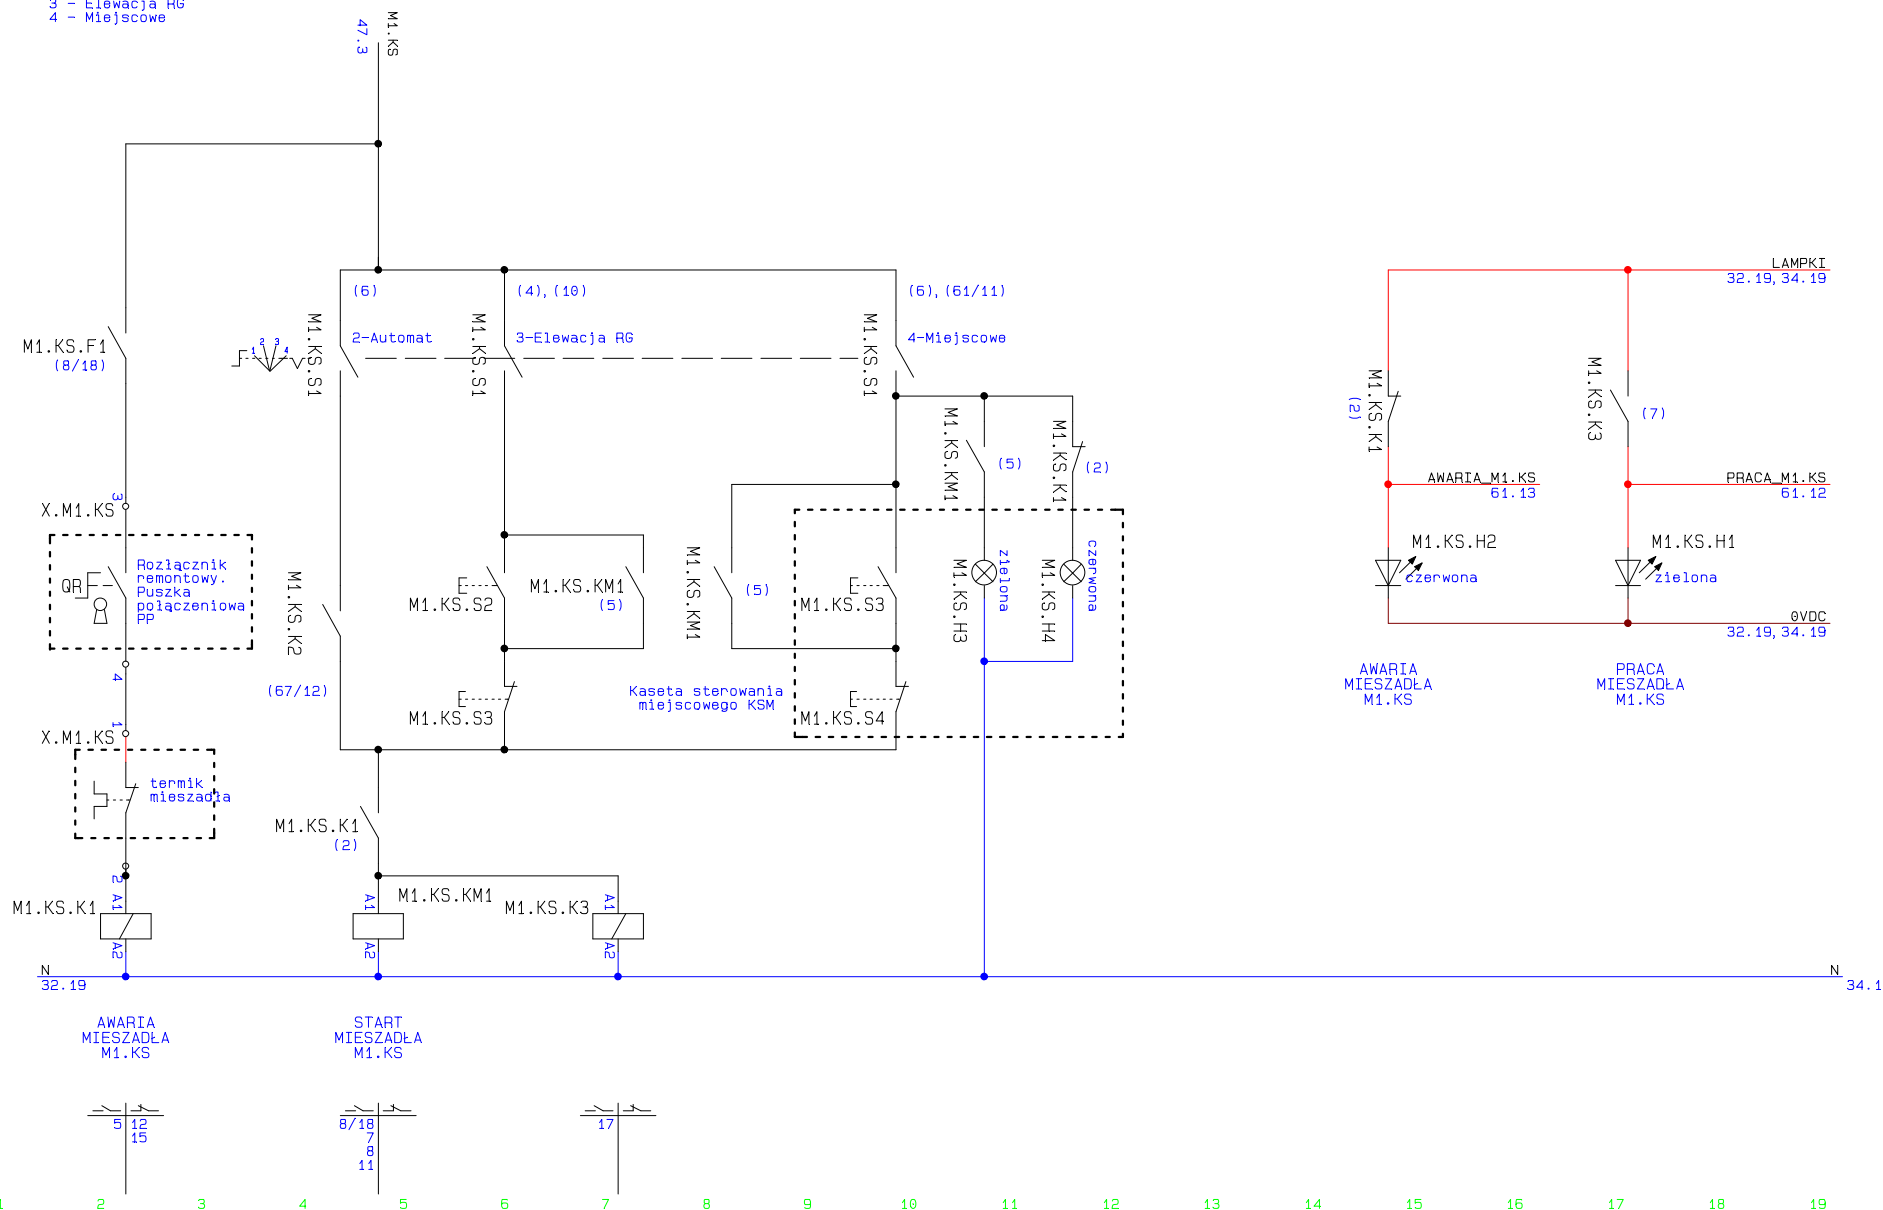 3 - Elewacja RG
4 - Miejscowe
M1.KS
47.3
LAMPKI
32.19,34.19
(6)
(4),(10)
(6),(61/11)
M1.KS.S1
2-Automat
M1.KS.S1
3-Elewacja RG
M1.KS.S1
4-Miejscowe
1 2 3 4
M1.KS.F1
(8/18)
M1.KS.K1
(2)
M1.KS.K3
(7)
M1.KS.KM1
(5)
M1.KS.K1
(2)
AWARIA_M1.KS
61.13
PRACA_M1.KS
61.12
3
X.M1.KS
QR
Rozłącznik
remontowy.
Puszka
połączeniowa
PP
4
M1.KS.K2
(67/12)
M1.KS.S2
M1.KS.KM1
(5)
M1.KS.KM1
(5)
M1.KS.S3
M1.KS.H3
zielona
M1.KS.H4
czerwona
M1.KS.H2
czerwona
M1.KS.H1
zielona
0VDC
32.19,34.19
M1.KS.S3
Kaseta sterowania
miejscowego KSM
M1.KS.S4
AWARIA
MIESZADŁA
M1.KS
PRACA
MIESZADŁA
M1.KS
1
X.M1.KS
termik
mieszadła
2
M1.KS.K1
(2)
M1.KS.K1
A1
A2
M1.KS.KM1
A1
A2
M1.KS.K3
A1
A2
N
32.19
N
34.1
AWARIA
MIESZADŁA
M1.KS
START
MIESZADŁA
M1.KS
5 12
15
8/18
7
8
11
17
1 2 3 4 5 6 7 8 9 10 11 12 13 14 15 16 17 18 19